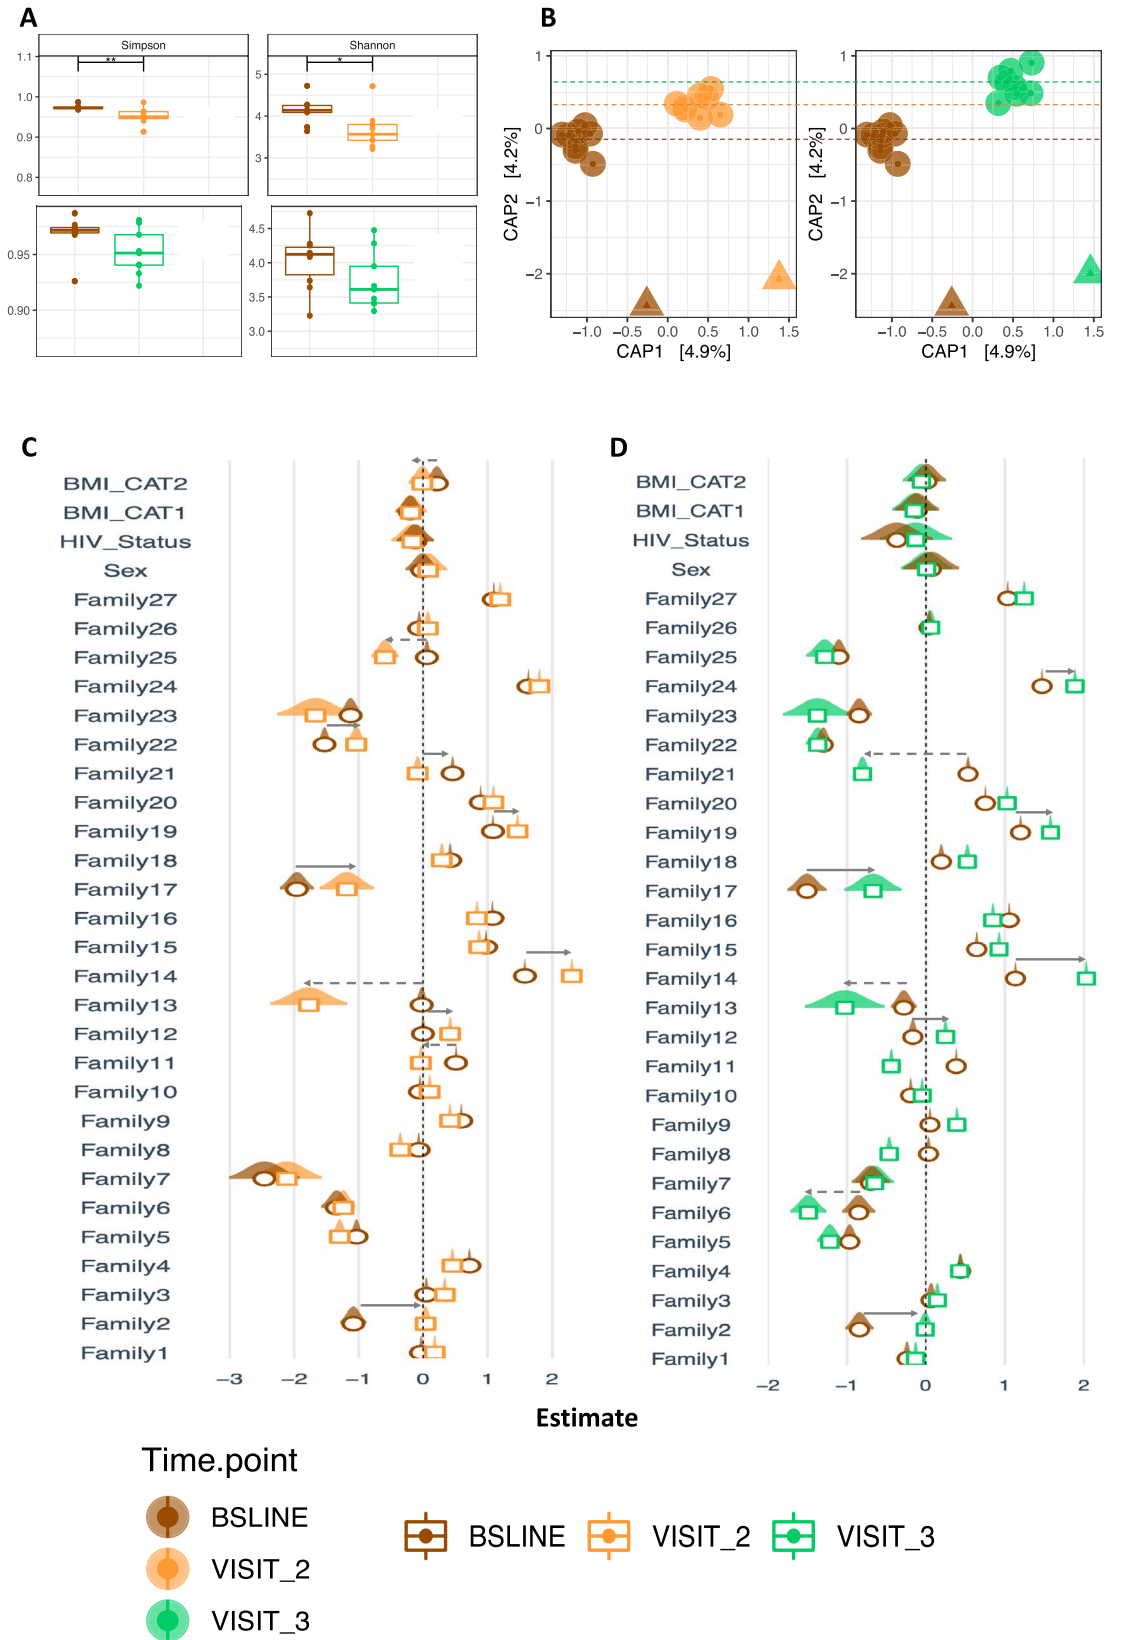 A
B
Simpson
Shannon
**
*
1.1
1.0
0.9
0.8
5
4
3
0.95
0.90
4.5
4.0
3.5
3.0
CAP2 [4.2%]
1
0
−1
−2
−1.0 −0.5 0.0 0.5 1.0 1.5
CAP1 [4.9%]
CAP2 [4.2%]
1
0
−1
−2
−1.0 −0.5 0.0 0.5 1.0 1.5
CAP1 [4.9%]
C
BMI_CAT2
BMI_CAT1
HIV_Status
Sex
Family27
Family26
Family25
Family24
Family23
Family22
Family21
Family20
Family19
Family18
Family17
Family16
Family15
Family14
Family13
Family12
Family11
Family10
Family9
Family8
Family7
Family6
Family5
Family4
Family3
Family2
Family1
−3 −2 −1 0 1 2
D
BMI_CAT2
BMI_CAT1
HIV_Status
Sex
Family27
Family26
Family25
Family24
Family23
Family22
Family21
Family20
Family19
Family18
Family17
Family16
Family15
Family14
Family13
Family12
Family11
Family10
Family9
Family8
Family7
Family6
Family5
Family4
Family3
Family2
Family1
−2 −1 0 1 2
Estimate
Time.point
BSLINE
VISIT_2
VISIT_3
BSLINE VISIT_2 VISIT_3